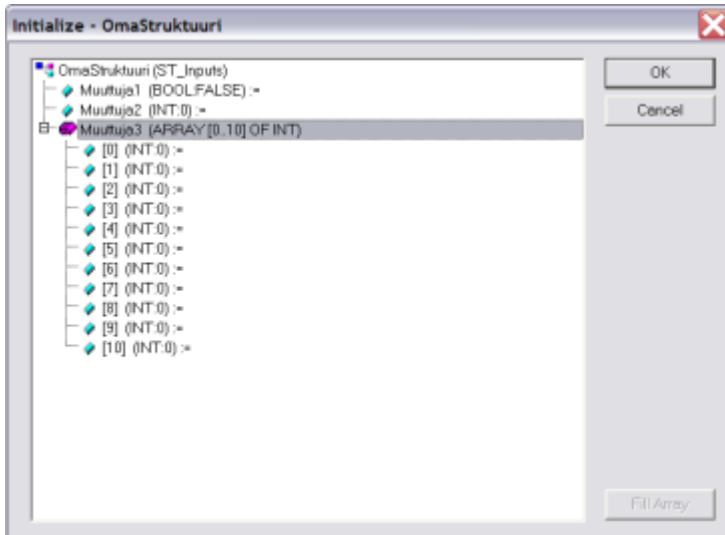 Initialize - OmaStruktuuri
OmaStruktuuri (ST_Inputs)
Muuttuja1 (BOOL:FALSE) :=
Muuttuja2 (INT:0) :=
Muuttuja3 (ARRAY [0..10] OF INT)
[0] (INT:0) :=
[1] (INT:0) :=
[2] (INT:0) :=
[3] (INT:0) :=
[4] (INT:0) :=
[5] (INT:0) :=
[6] (INT:0) :=
[7] (INT:0) :=
[8] (INT:0) :=
[9] (INT:0) :=
[10] (INT:0) :=
OK
Cancel
Fill Array